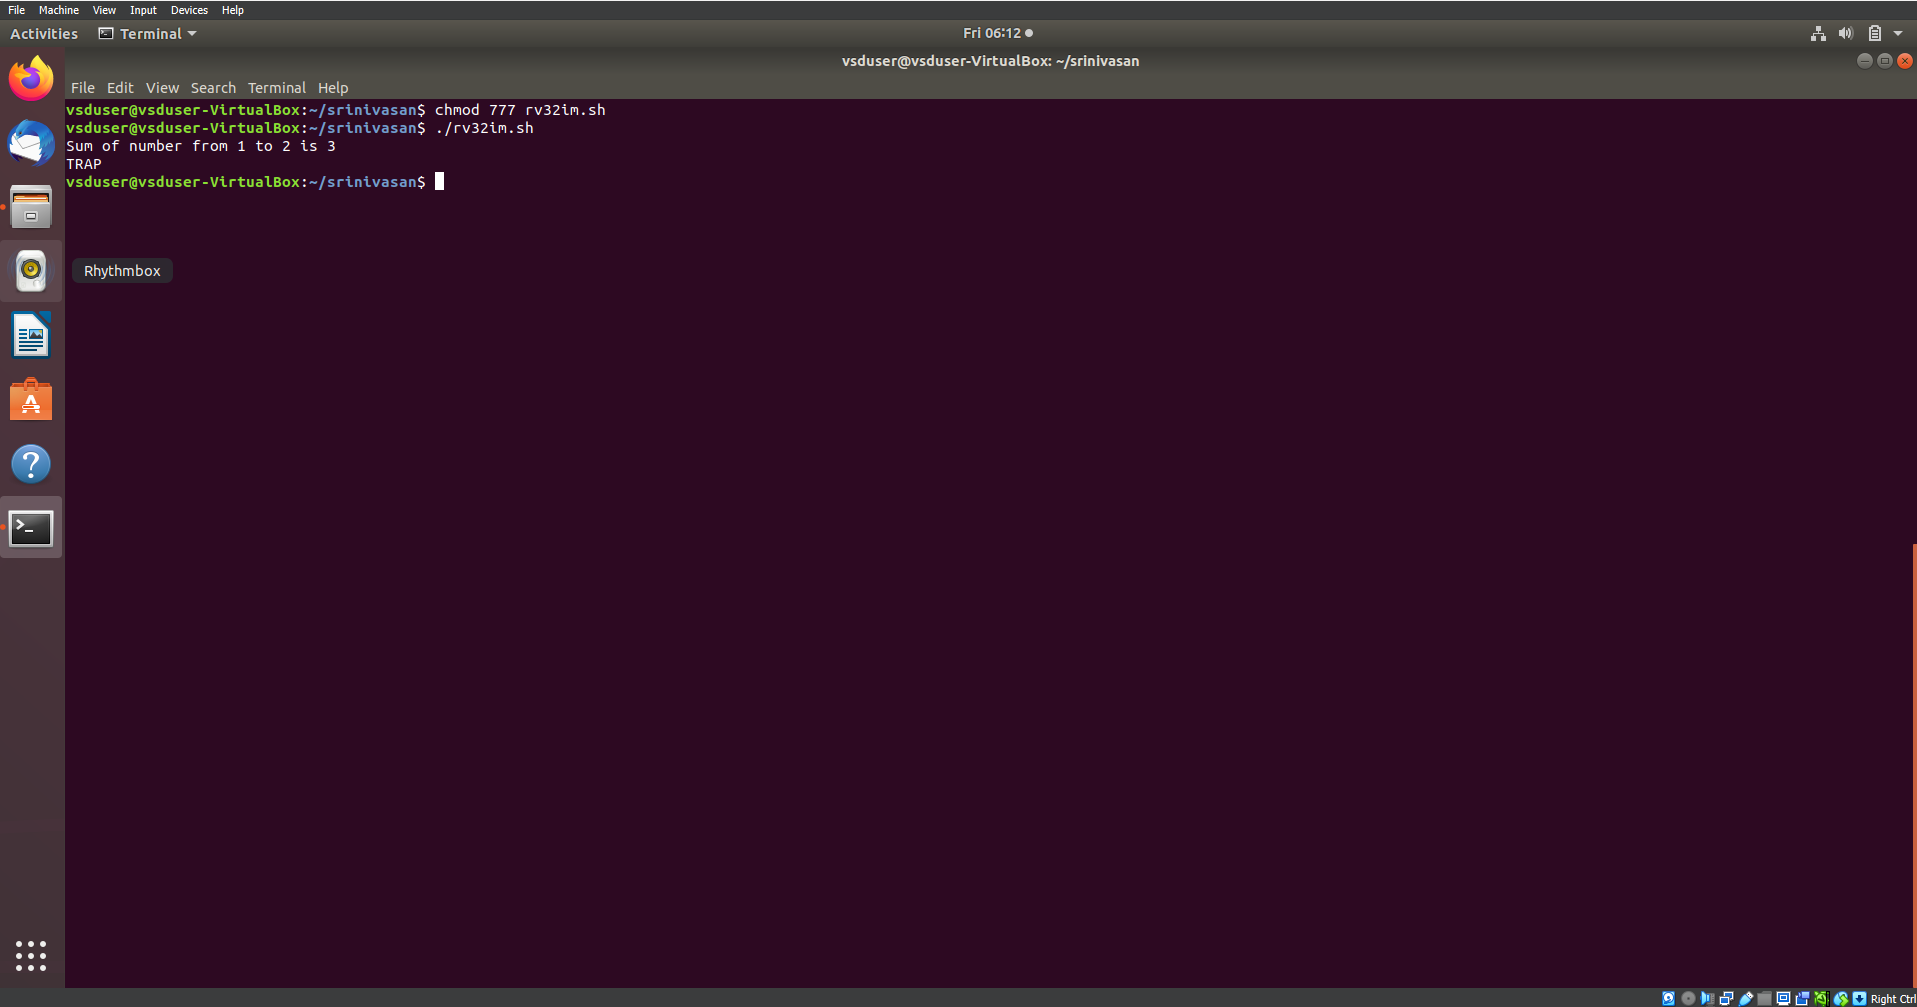 File Machine View Input Devices Help
Activities Terminal Fri 06:12
vsduser@vsduser-VirtualBox: ~/srinivasan
File Edit View Search Terminal Help
vsduser@vsduser-VirtualBox:~/srinivasan$ chmod 777 rv32im.sh
vsduser@vsduser-VirtualBox:~/srinivasan$ ./rv32im.sh
Sum of number from 1 to 2 is 3
TRAP
vsduser@vsduser-VirtualBox:~/srinivasan$
Rhythmbox
Right Ctrl